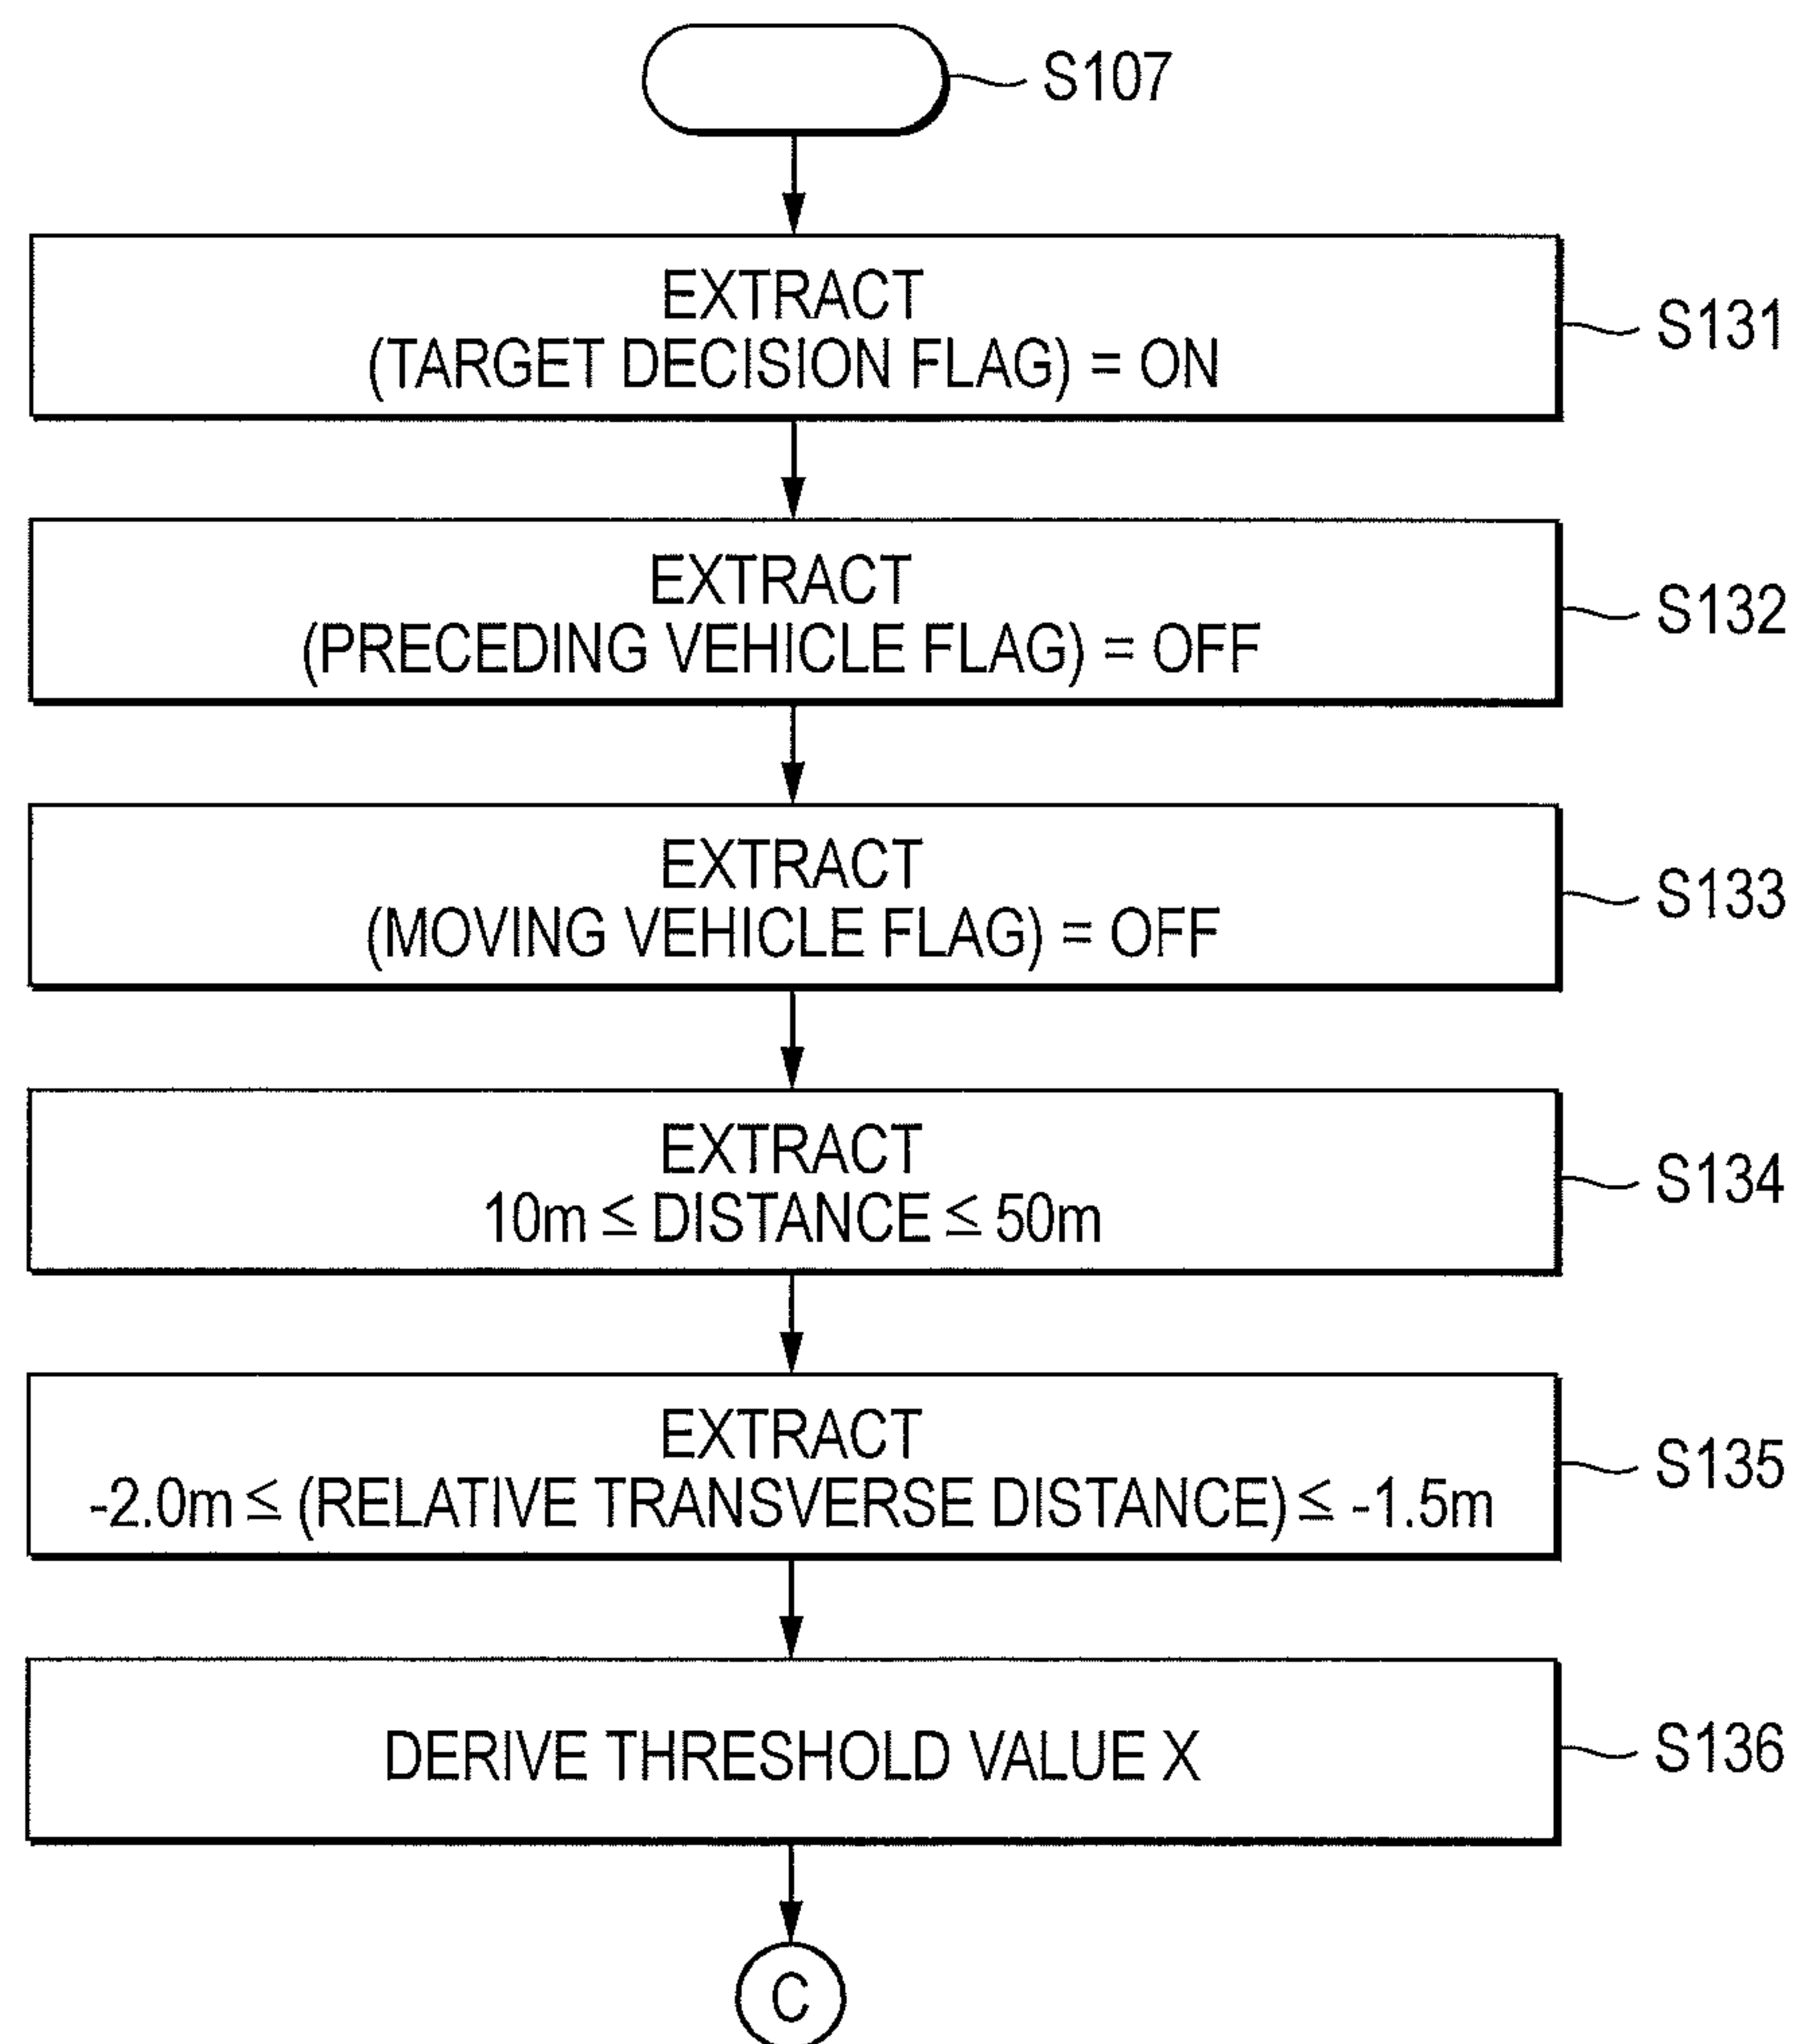 S107
EXTRACT
(TARGET DECISION FLAG) = ON
S131
EXTRACT
(PRECEDING VEHICLE FLAG) = OFF
S132
EXTRACT
(MOVING VEHICLE FLAG) = OFF
S133
EXTRACT
10m ≤ DISTANCE ≤ 50m
S134
EXTRACT
-2.0m ≤ (RELATIVE TRANSVERSE DISTANCE) ≤ -1.5m
S135
DERIVE THRESHOLD VALUE X
S136
C